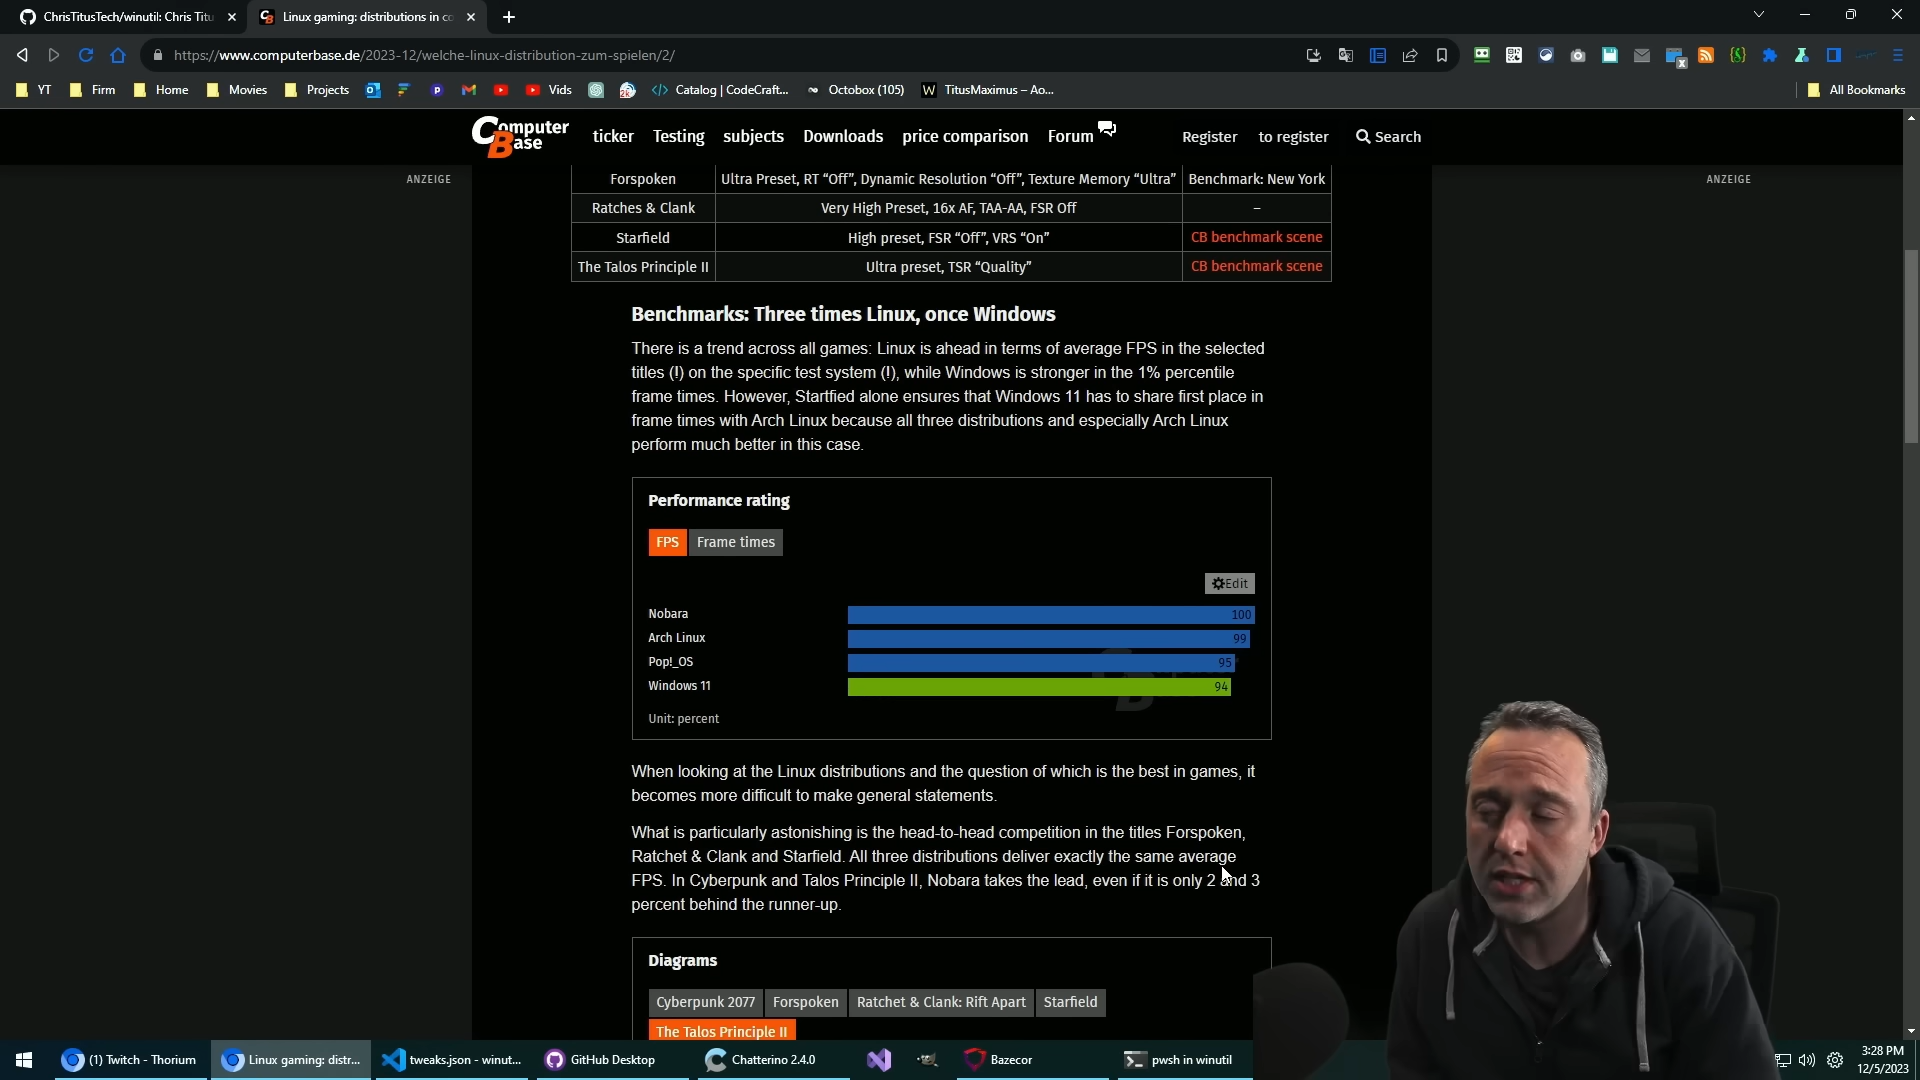 ChrisTitusTech/winutil: Chris Titu
Linux gaming: distributions in co
https://www.computerbase.de/2023-12/welche-linux-distribution-zum-spielen/2/
YT
Firm
Home
Movies
Projects
Vids
Catalog | CodeCraft...
Octobox (105)
TitusMaximus – Ao...
All Bookmarks
ComputerBase
ticker
Testing
subjects
Downloads
price comparison
Forum
Register
to register
Search
ANZEIGE
ANZEIGE
Forspoken Ultra Preset, RT “Off”, Dynamic Resolution “Off”, Texture Memory “Ultra” Benchmark: New York
Ratches & Clank Very High Preset, 16x AF, TAA-AA, FSR Off –
Starfield High preset, FSR “Off”, VRS “On” CB benchmark scene
The Talos Principle II Ultra preset, TSR “Quality” CB benchmark scene
Benchmarks: Three times Linux, once Windows
There is a trend across all games: Linux is ahead in terms of average FPS in the selected
titles (!) on the specific test system (!), while Windows is stronger in the 1% percentile
frame times. However, Startfied alone ensures that Windows 11 has to share first place in
frame times with Arch Linux because all three distributions and especially Arch Linux
perform much better in this case.
Performance rating
FPS Frame times
Edit
Nobara 100
Arch Linux 99
Pop!_OS 95
Windows 11 94
Unit: percent
When looking at the Linux distributions and the question of which is the best in games, it
becomes more difficult to make general statements.
What is particularly astonishing is the head-to-head competition in the titles Forspoken,
Ratchet & Clank and Starfield. All three distributions deliver exactly the same average
FPS. In Cyberpunk and Talos Principle II, Nobara takes the lead, even if it is only 2 and 3
percent behind the runner-up.
Diagrams
Cyberpunk 2077 Forspoken Ratchet & Clank: Rift Apart Starfield
The Talos Principle II
(1) Twitch - Thorium
Linux gaming: distr...
tweaks.json - winut...
GitHub Desktop
Chatterino 2.4.0
Bazecor
pwsh in winutil
3:28 PM
12/5/2023